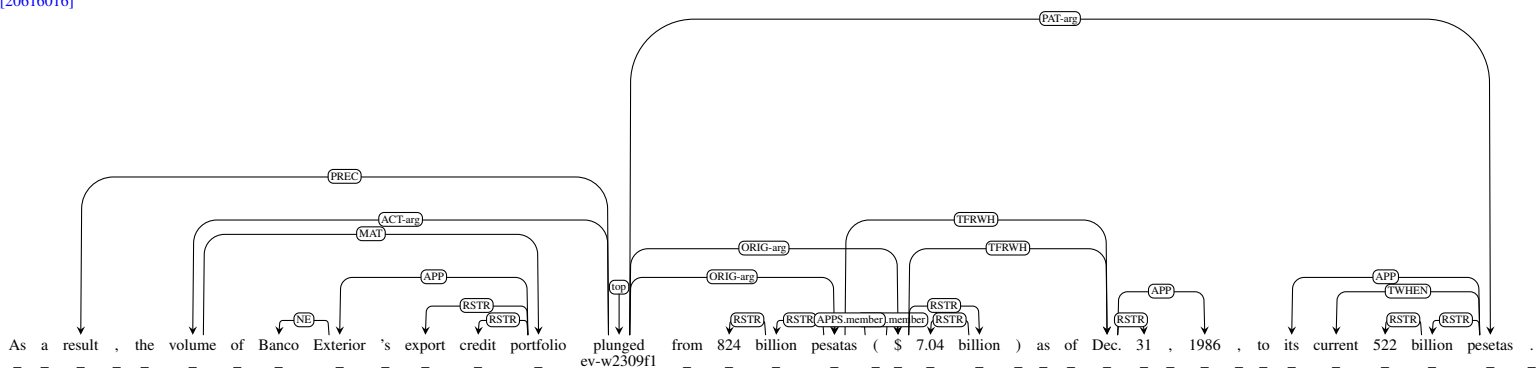 [20616016]
PAT-arg
PREC
ACT-arg TFRWH
MAT
ORIG-arg TFRWH
APP ORIG-arg APP
top APP TWHEN
RSTR RSTR
NE RSTR RSTR RSTR APPS.member .member RSTR RSTR RSTR RSTR
As a result , the volume of Banco Exterior 's export credit portfolio plunged from 824 billion pesatas ( $ 7.04 billion ) as of Dec. 31 , 1986 , to its current 522 billion pesetas .
_ _ _ _ _ _ _ _ _ _ _ _ _ ev-w2309f1 _ _ _ _ _ _ _ _ _ _ _ _ _ _ _ _ _ _ _ _ _ _ _